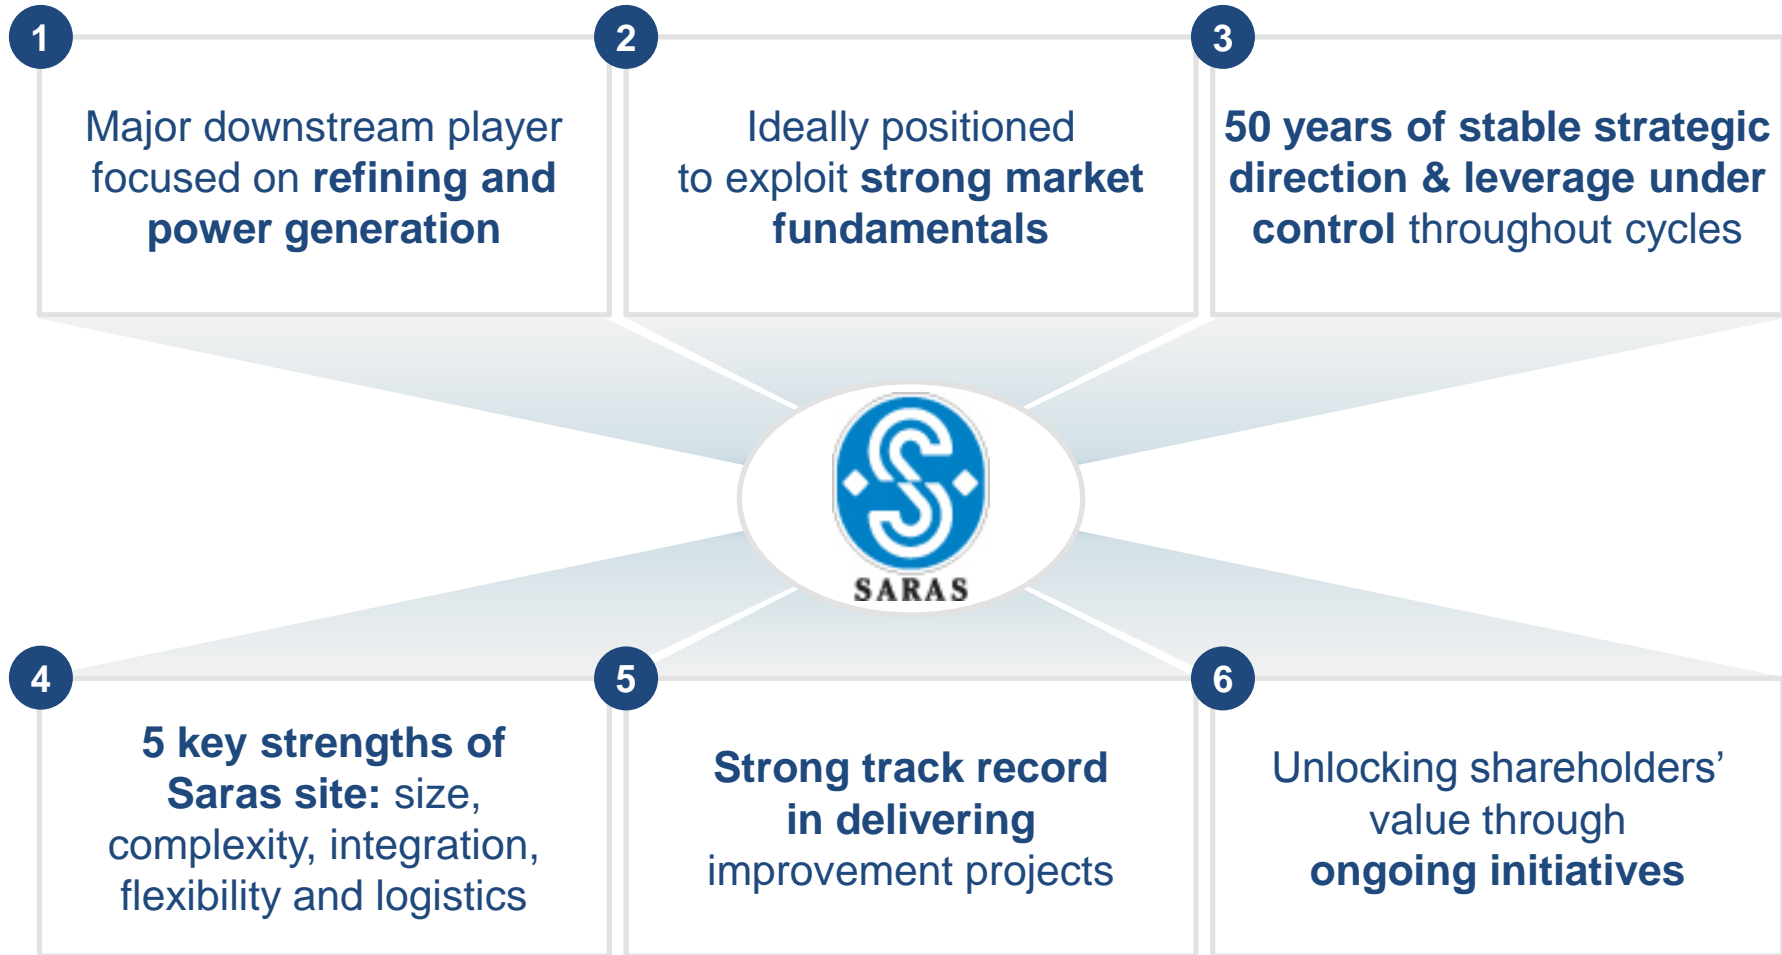 1
Major downstream player
focused on refining and
power generation
2
Ideally positioned
to exploit strong market
fundamentals
3
50 years of stable strategic
direction & leverage under
control throughout cycles
SARAS
4
5 key strengths of
Saras site: size,
complexity, integration,
flexibility and logistics
5
Strong track record
in delivering
improvement projects
6
Unlocking shareholders’
value through
ongoing initiatives